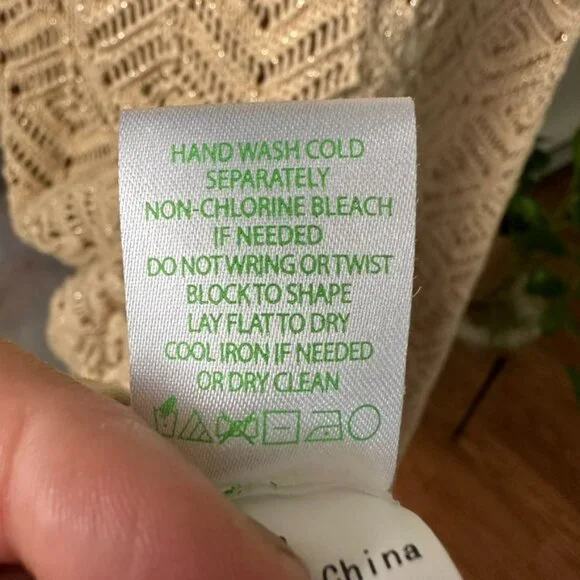 HAND WASH COLD
SEPARATELY
NON-CHLORINE BLEACH
IF NEEDED
DO NOT WRING OR TWIST
BLOCK TO SHAPE
LAY FLAT TO DRY
COOL IRON IF NEEDED
OR DRY CLEAN
China